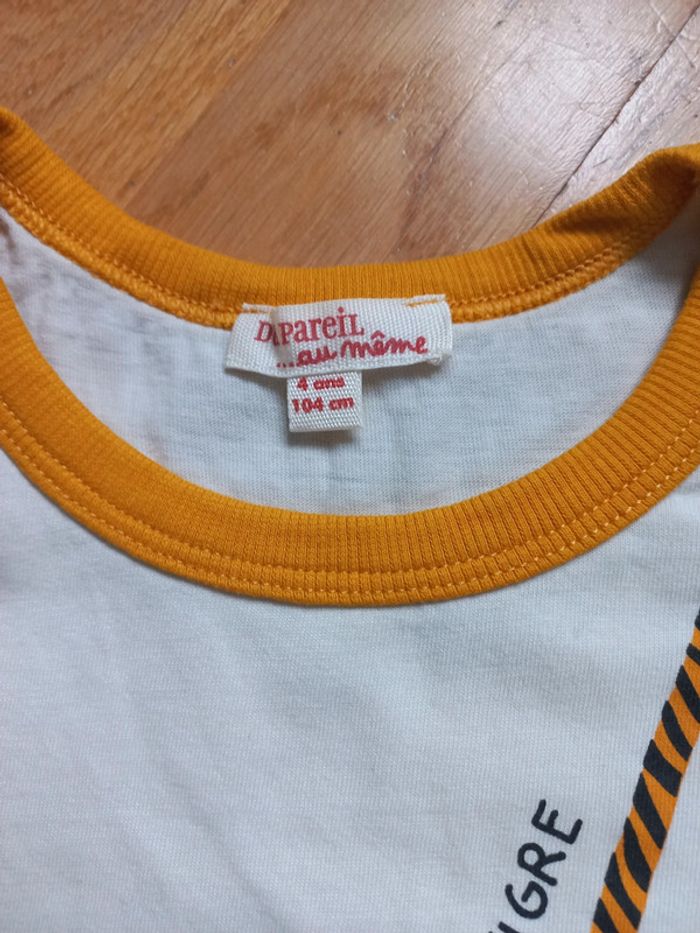 DPareiL
...au même
4 ans
104 cm
IGRE